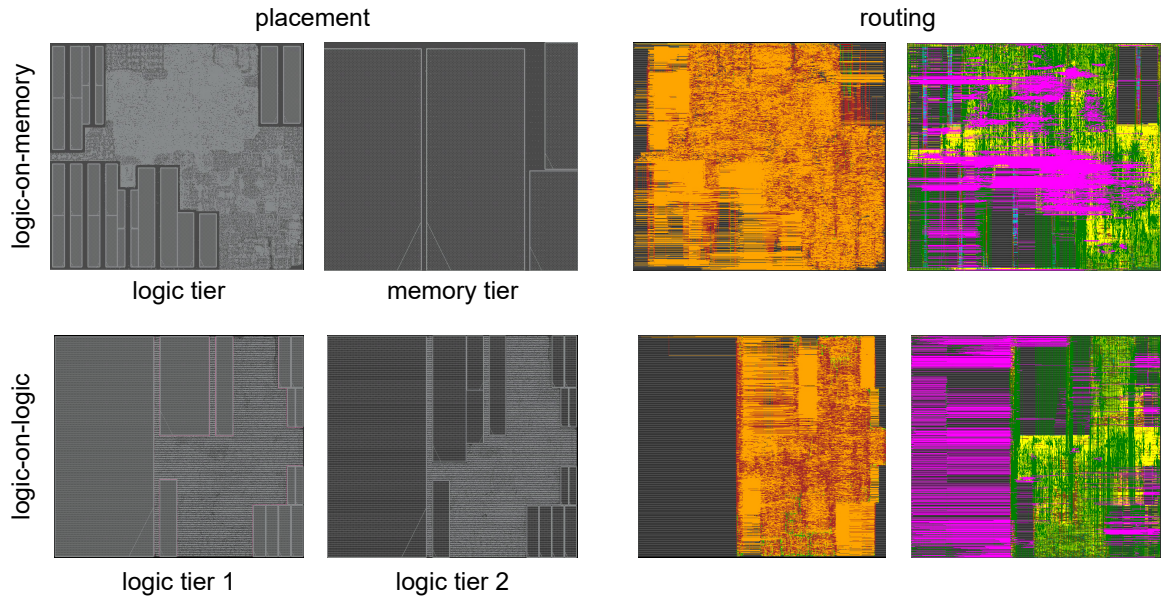 placement
routing
logic-on-memory
logic tier
memory tier
logic-on-logic
logic tier 1
logic tier 2